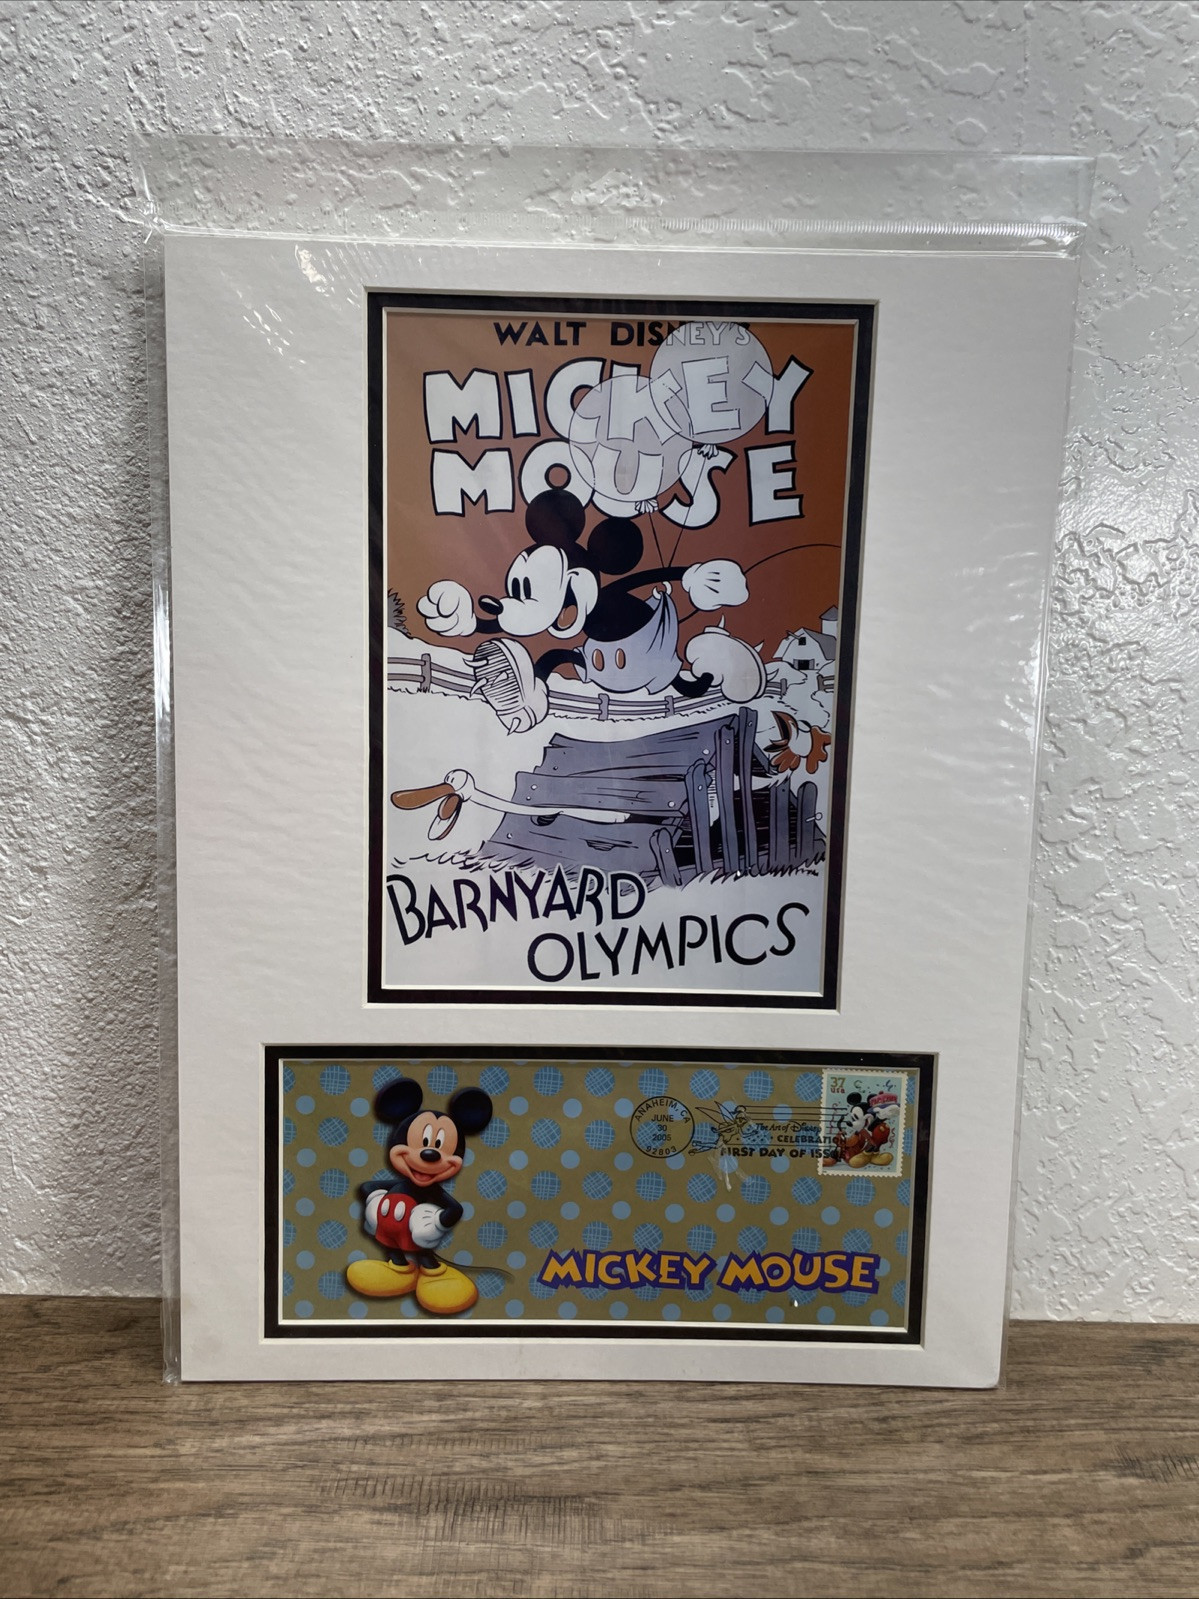 WALT DISNEY'S
MICKEY
MOUSE
BARNYARD
OLYMPICS
37
USA
ANAHEIM, CA
JUNE
30
2005
92803
The Art of Disney
CELEBRATION
FIRST DAY OF ISSUE
MICKEY MOUSE